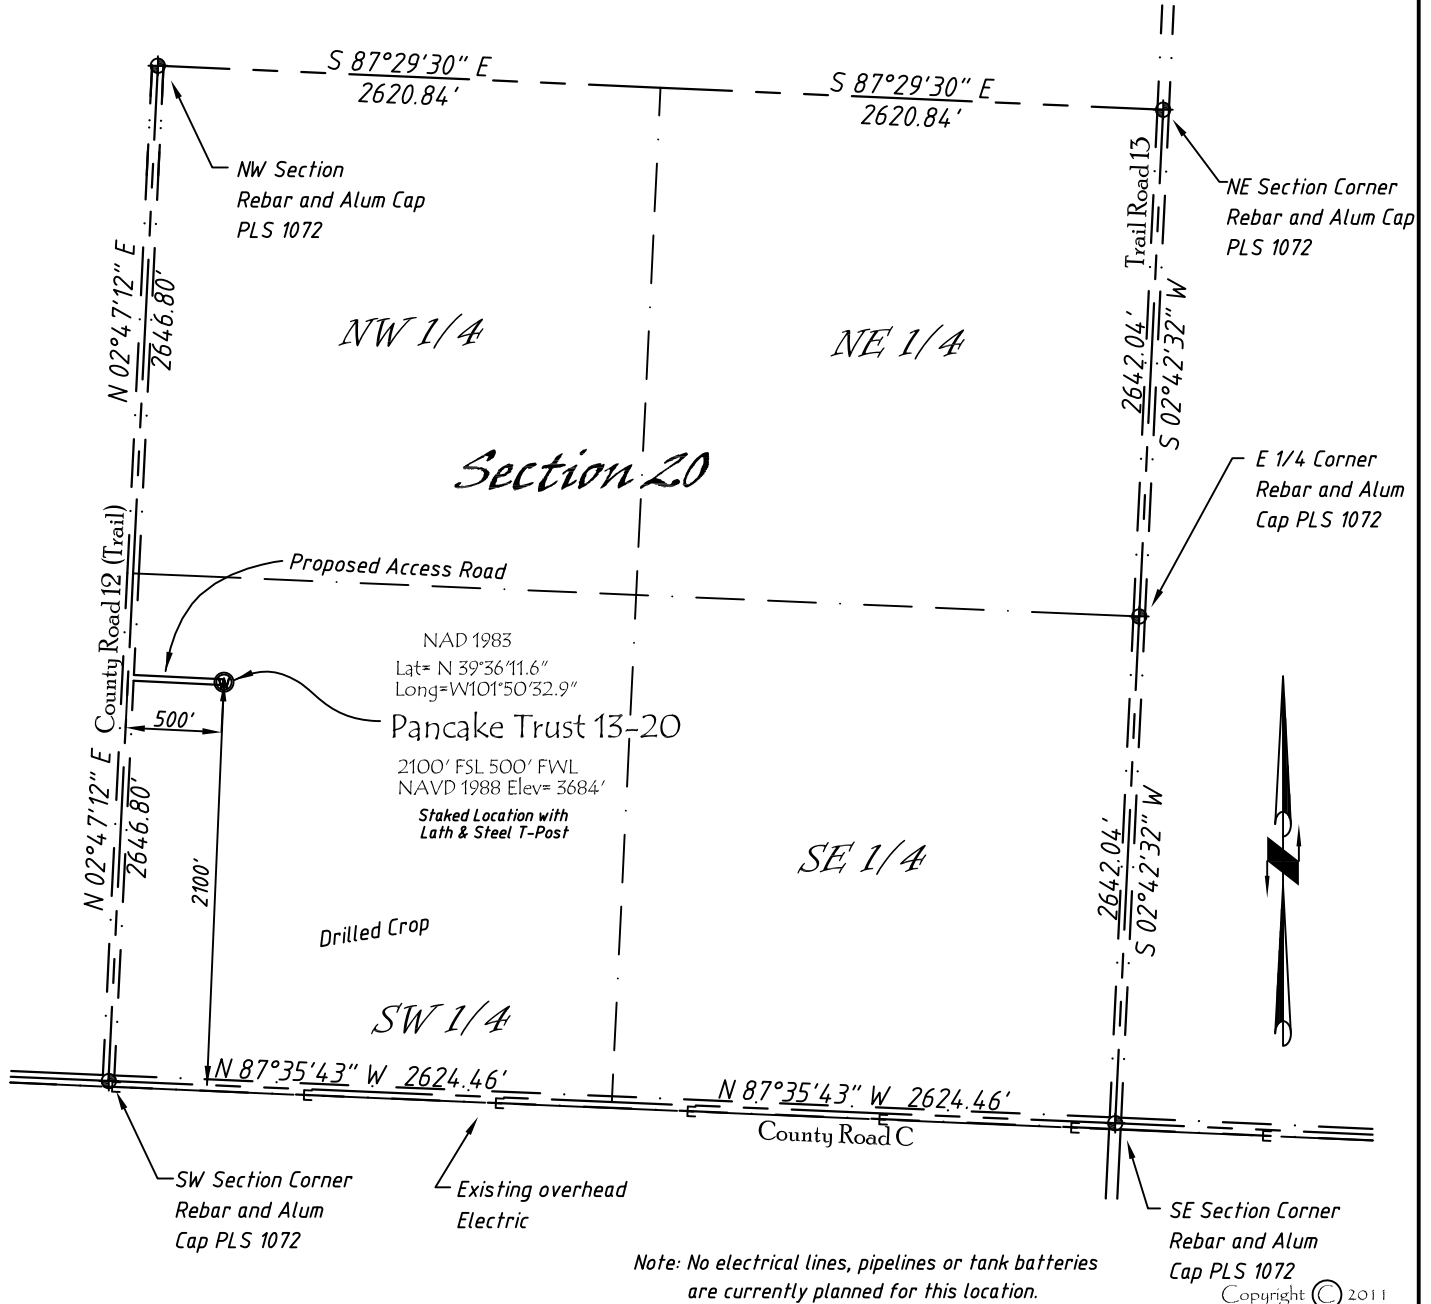 S 87°29'30" E
2620.84'
S 87°29'30" E
2620.84'
NW Section
Rebar and Alum Cap
PLS 1072
Trail Road 13
NE Section Corner
Rebar and Alum Cap
PLS 1072
N 02°47'12" E
2646.80'
NW 1/4
NE 1/4
2642.04'
S 02°42'32" W
Section 20
E 1/4 Corner
Rebar and Alum
Cap PLS 1072
County Road 12 (Trail)
Proposed Access Road
NAD 1983
Lat= N 39°36'11.6"
Long=W101°50'32.9"
W
500'
Pancake Trust 13-20
2100' FSL 500' FWL
NAVD 1988 Elev= 3684'
Staked Location with
Lath & Steel T-Post
N 02°47'12" E
2646.80'
2100'
SE 1/4
2642.04'
S 02°42'32" W
Drilled Crop
SW 1/4
N 87°35'43" W 2624.46'
N 87°35'43" W 2624.46'
E
E
E
E
E
E
E
County Road C
SW Section Corner
Rebar and Alum
Cap PLS 1072
Existing overhead
Electric
SE Section Corner
Rebar and Alum
Cap PLS 1072
Note: No electrical lines, pipelines or tank batteries
are currently planned for this location.
Copyright © 2011